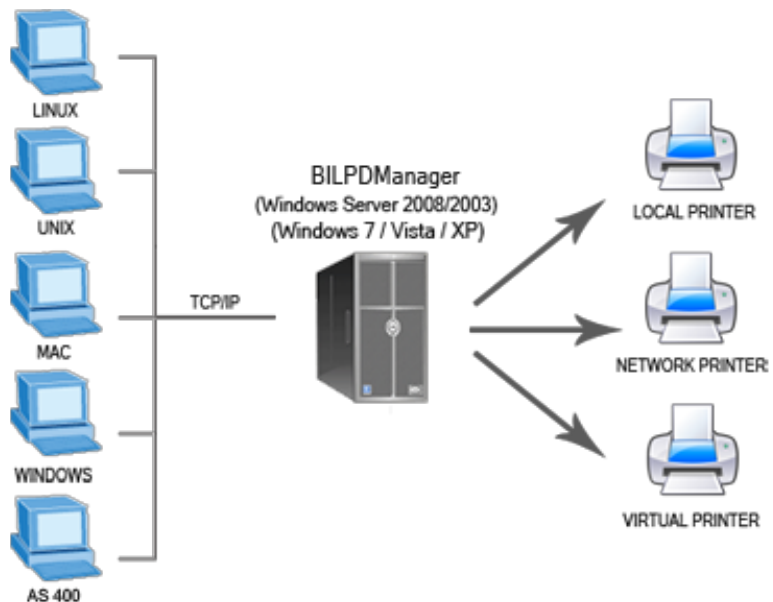 LINUX
UNIX
MAC
WINDOWS
AS 400
TCP/IP
BILPDManager
(Windows Server 2008/2003)
(Windows 7 / Vista / XP)
LOCAL PRINTER
NETWORK PRINTER:
VIRTUAL PRINTER